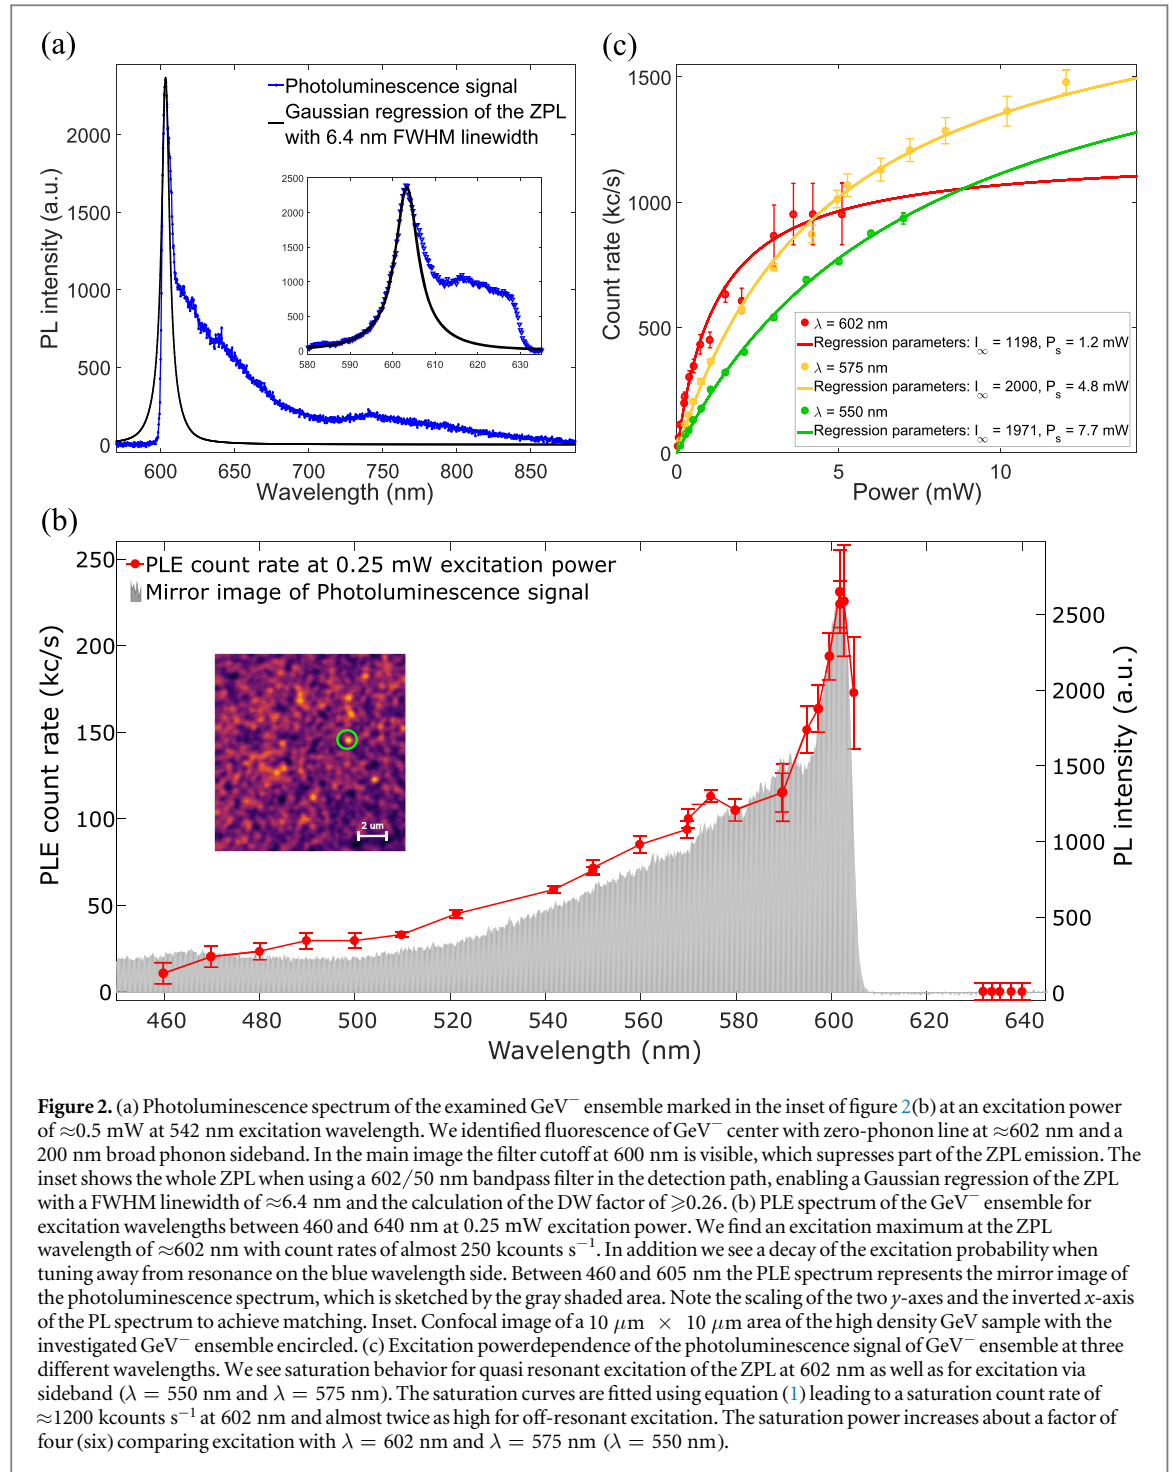 (a)
Photoluminescence signal
Gaussian regression of the ZPL
with 6.4 nm FWHM linewidth
PL intensity (a.u.)
2000
1500
1000
500
0
600 650 700 750 800 850
Wavelength (nm)
2500
2000
1500
1000
500
0
580 590 600 610 620 630
(c)
Count rate (kc/s)
1500
1000
500
0
0 5 10
Power (mW)
λ = 602 nm
Regression parameters: I∞ = 1198, Ps = 1.2 mW
λ = 575 nm
Regression parameters: I∞ = 2000, Ps = 4.8 mW
λ = 550 nm
Regression parameters: I∞ = 1971, Ps = 7.7 mW
(b)
PLE count rate at 0.25 mW excitation power
Mirror image of Photoluminescence signal
PLE count rate (kc/s)
250
200
150
100
50
0
2 um
2500
2000
1500
1000
500
0
PL intensity (a.u.)
460 480 500 520 540 560 580 600 620 640
Wavelength (nm)
Figure 2. (a) Photoluminescence spectrum of the examined GeV⁻ ensemble marked in the inset of figure 2(b) at an excitation power
of ≈0.5 mW at 542 nm excitation wavelength. We identified fluorescence of GeV⁻ center with zero-phonon line at ≈602 nm and a
200 nm broad phonon sideband. In the main image the filter cutoff at 600 nm is visible, which supresses part of the ZPL emission. The
inset shows the whole ZPL when using a 602/50 nm bandpass filter in the detection path, enabling a Gaussian regression of the ZPL
with a FWHM linewidth of ≈6.4 nm and the calculation of the DW factor of ⩾0.26. (b) PLE spectrum of the GeV⁻ ensemble for
excitation wavelengths between 460 and 640 nm at 0.25 mW excitation power. We find an excitation maximum at the ZPL
wavelength of ≈602 nm with count rates of almost 250 kcounts s⁻¹. In addition we see a decay of the excitation probability when
tuning away from resonance on the blue wavelength side. Between 460 and 605 nm the PLE spectrum represents the mirror image of
the photoluminescence spectrum, which is sketched by the gray shaded area. Note the scaling of the two y-axes and the inverted x-axis
of the PL spectrum to achieve matching. Inset. Confocal image of a 10 μm × 10 μm area of the high density GeV sample with the
investigated GeV⁻ ensemble encircled. (c) Excitation powerdependence of the photoluminescence signal of GeV⁻ ensemble at three
different wavelengths. We see saturation behavior for quasi resonant excitation of the ZPL at 602 nm as well as for excitation via
sideband (λ = 550 nm and λ = 575 nm). The saturation curves are fitted using equation (1) leading to a saturation count rate of
≈1200 kcounts s⁻¹ at 602 nm and almost twice as high for off-resonant excitation. The saturation power increases about a factor of
four (six) comparing excitation with λ = 602 nm and λ = 575 nm (λ = 550 nm).